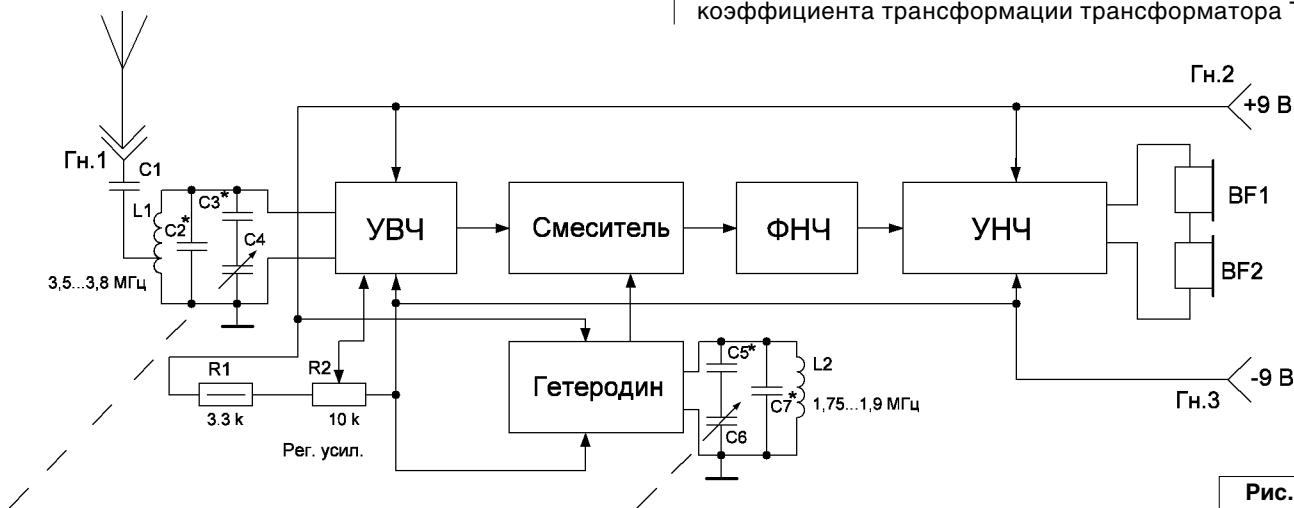 коэффициента трансформации трансформатора
Гн.2
+9 В
Гн.1
C1
L1
C2*
C3*
C4
3,5...3,8 МГц
УВЧ
Смеситель
ФНЧ
УНЧ
BF1
BF2
R1
3.3 k
R2
10 k
Рег. усил.
Гетеродин
C5*
C6
C7*
L2
1,75...1,9 МГц
-9 В
Гн.3
Рис.